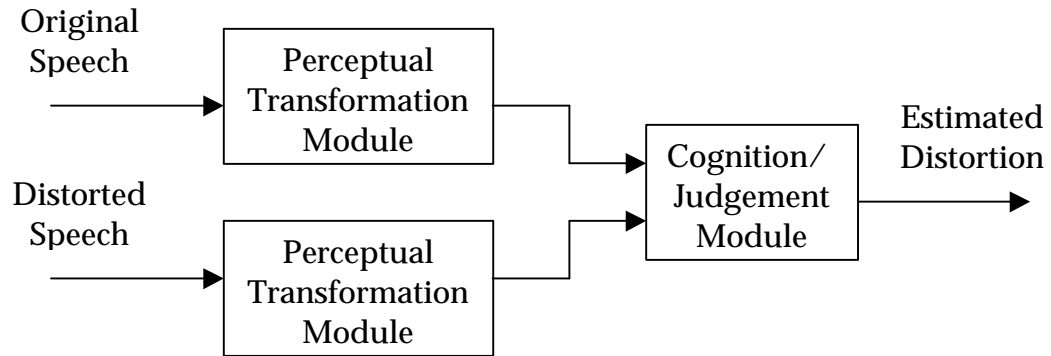 Original
Speech
Perceptual
Transformation
Module
Distorted
Speech
Perceptual
Transformation
Module
Cognition/
Judgement
Module
Estimated
Distortion